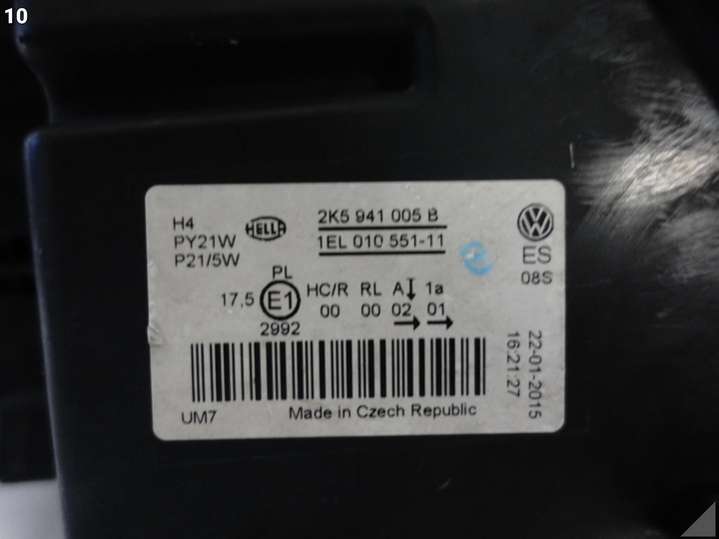 10
H4
PY21W
P21/5W
HELLA
2K5 941 005 B
1EL 010 551-11
ES
08S
PL
17,5 E1
2992
HC/R RL A 1a
00 00 02 01
22-01-2015
16:21:27
UM7
Made in Czech Republic